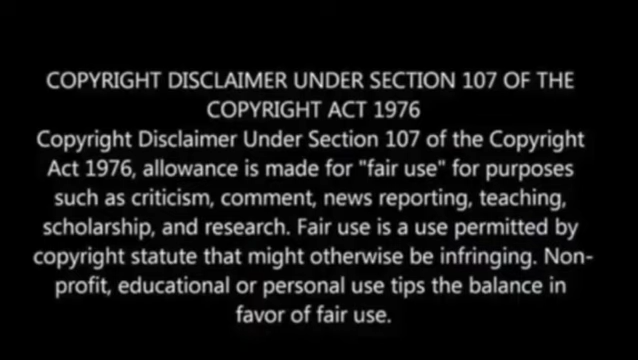 COPYRIGHT DISCLAIMER UNDER SECTION 107 OF THE
COPYRIGHT ACT 1976
Copyright Disclaimer Under Section 107 of the Copyright
Act 1976, allowance is made for "fair use" for purposes
such as criticism, comment, news reporting, teaching,
scholarship, and research. Fair use is a use permitted by
copyright statute that might otherwise be infringing. Non-
profit, educational or personal use tips the balance in
favor of fair use.